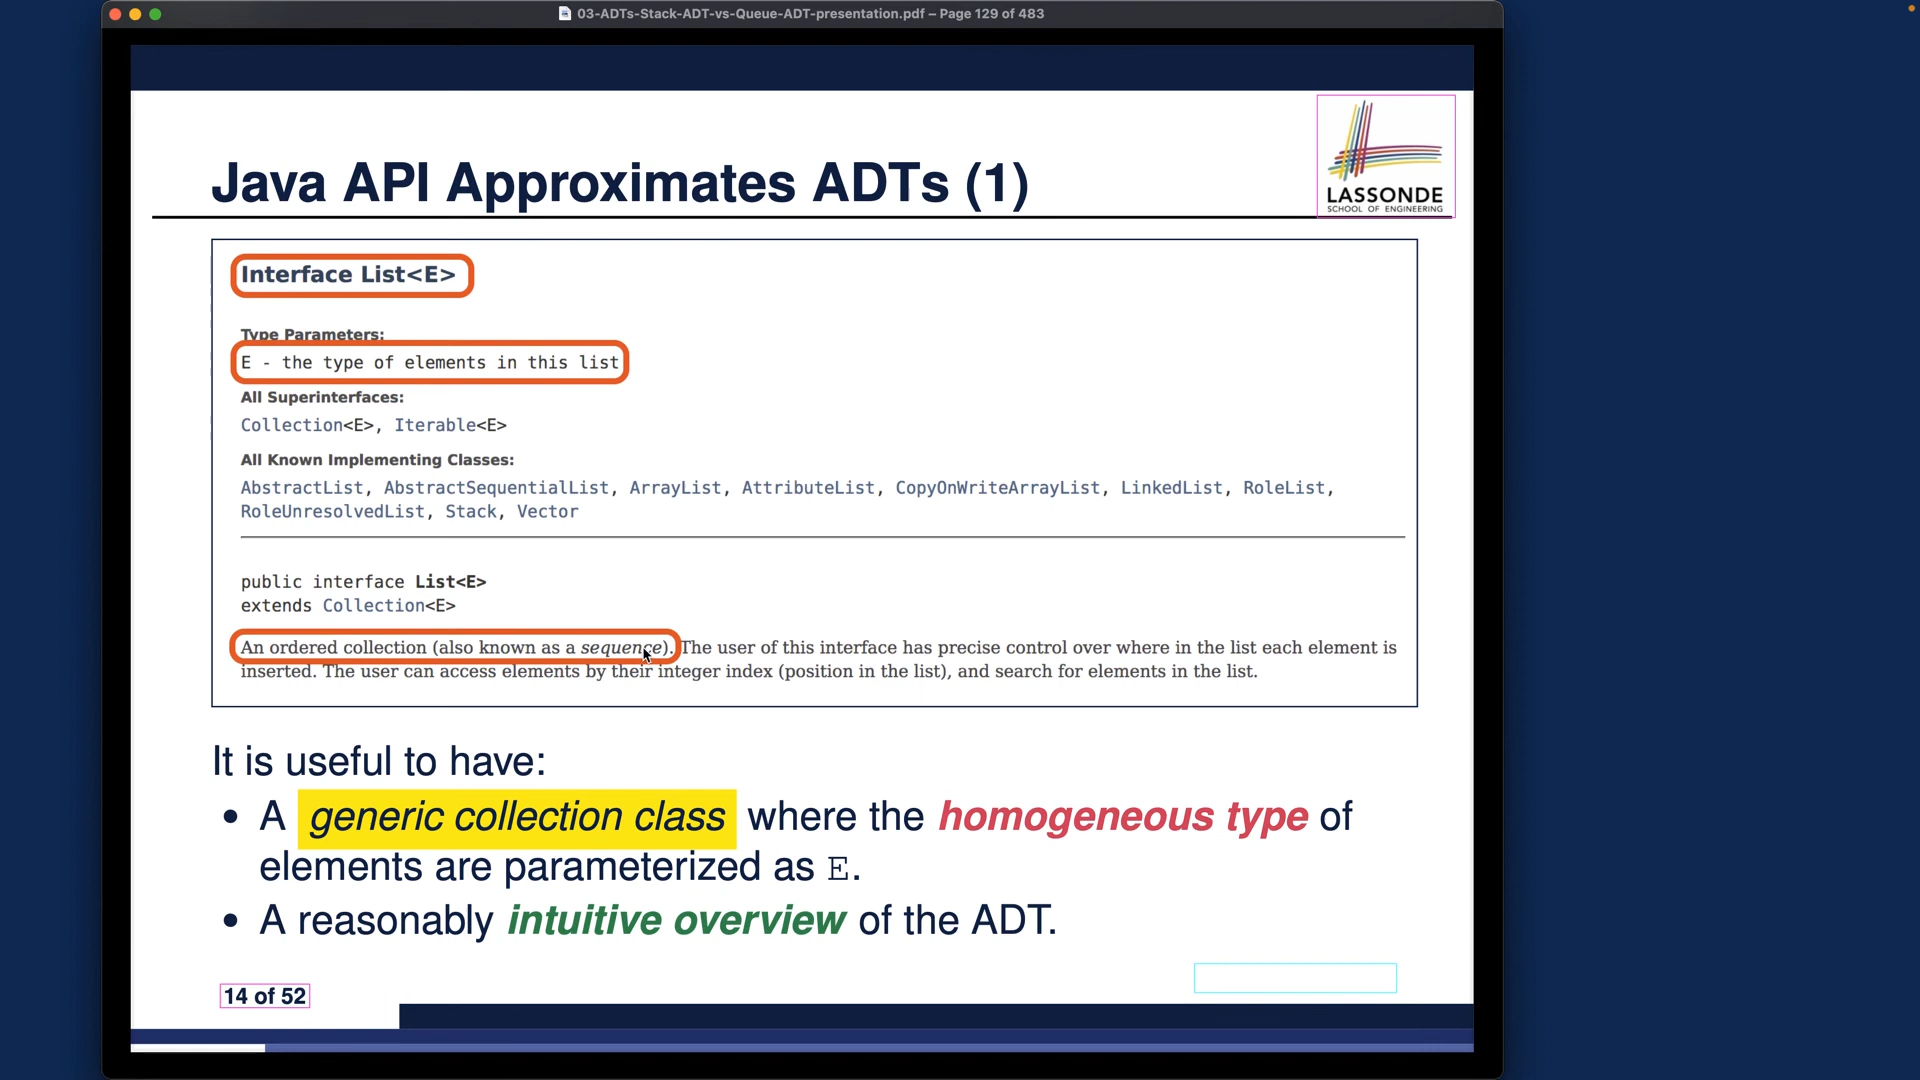 03-ADTs-Stack-ADT-vs-Queue-ADT-presentation.pdf – Page 129 of 483
LASSONDE
SCHOOL OF ENGINEERING
Java API Approximates ADTs (1)
Interface List<E>
Type Parameters:
E - the type of elements in this list
All Superinterfaces:
Collection<E>, Iterable<E>
All Known Implementing Classes:
AbstractList, AbstractSequentialList, ArrayList, AttributeList, CopyOnWriteArrayList, LinkedList, RoleList,
RoleUnresolvedList, Stack, Vector
public interface List<E>
extends Collection<E>
An ordered collection (also known as a sequence). The user of this interface has precise control over where in the list each element is
inserted. The user can access elements by their integer index (position in the list), and search for elements in the list.
It is useful to have:
• A generic collection class where the homogeneous type of
elements are parameterized as E.
• A reasonably intuitive overview of the ADT.
14 of 52